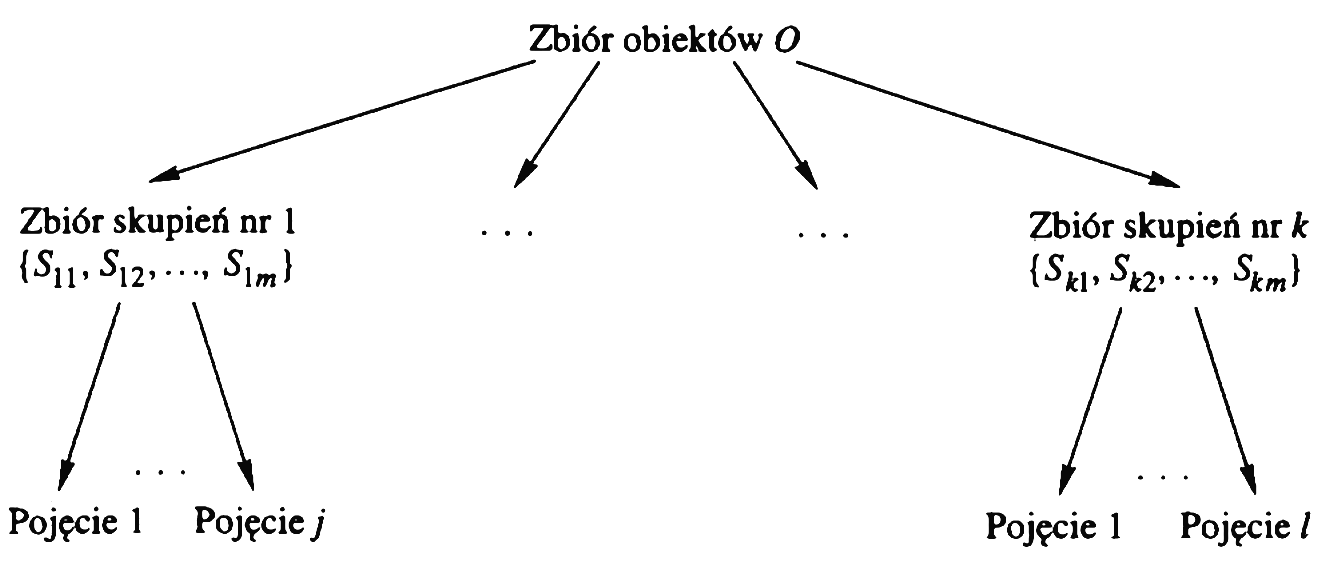 Zbiór obiektów O
Zbiór skupień nr 1
. . .
. . .
Zbiór skupień nr k
{S₁₁, S₁₂, ..., S₁ₘ}
{Sₖ₁, Sₖ₂, ..., Sₖₘ}
. . .
. . .
Pojęcie 1 Pojęcie j
Pojęcie 1 Pojęcie l